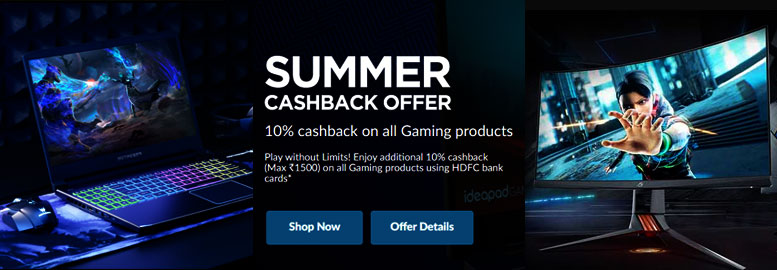 SUMMER
CASHBACK OFFER
10% cashback on all Gaming products
Play without Limits! Enjoy additional 10% cashback
(Max ₹1500) on all Gaming products using HDFC bank
cards*
ideapad
Shop Now
Offer Details